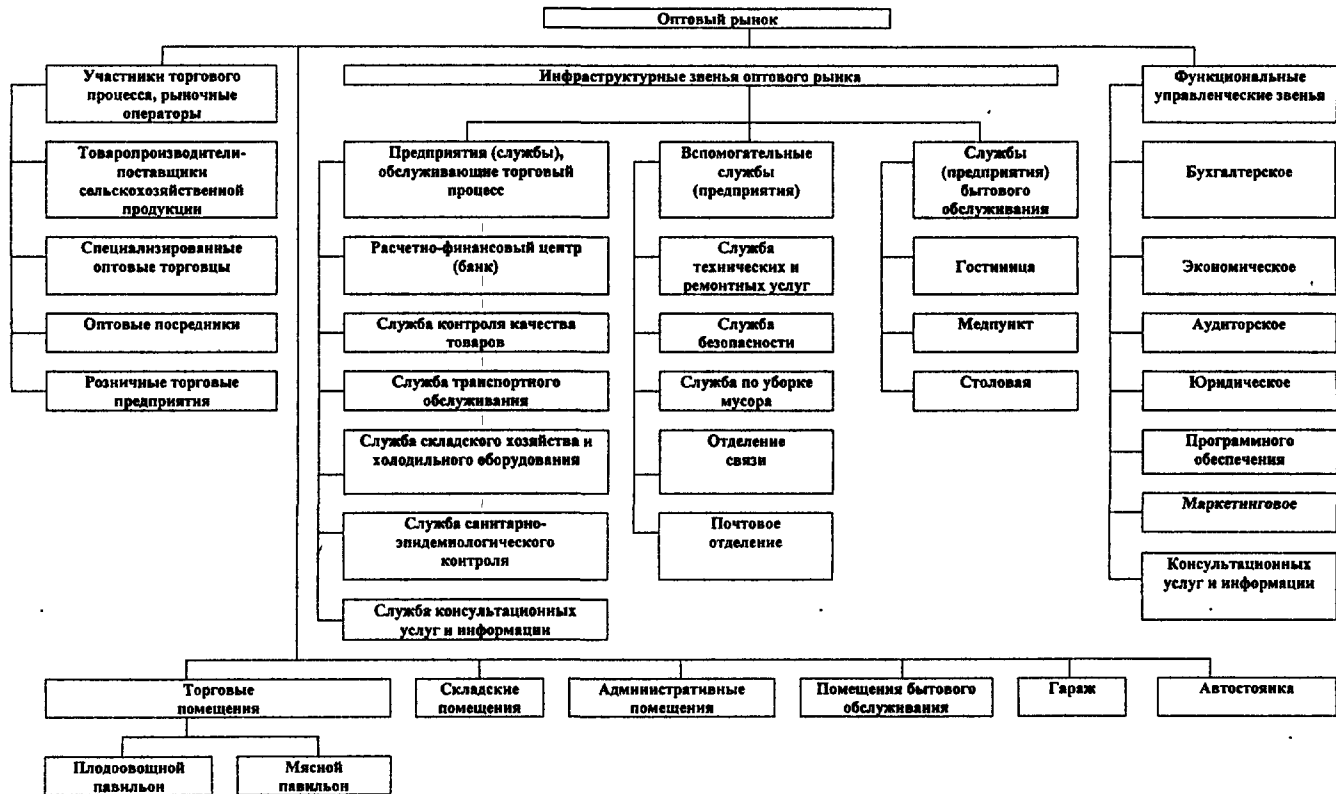 Оптовый рынок
Участники торгового
процесса, рыночные
операторы
Товаропроизводители-
поставщики
сельскохозяйственной
продукции
Специализированные
оптовые торговцы
Оптовые посредники
Розничные торговые
предприятия
Инфраструктурные звенья оптового рынка
Предприятия (службы),
обслуживающие торговый
процесс
Расчетно-финансовый центр
(банк)
Служба контроля качества
товаров
Служба транспортного
обслуживания
Служба складского хозяйства и
холодильного оборудования
Служба санитарно-
эпидемиологического
контроля
Служба консультационных
услуг и информации
Вспомогательные
службы
(предприятия)
Служба
технических и
ремонтных услуг
Служба
безопасности
Служба по уборке
мусора
Отделение
связи
Почтовое
отделение
Службы
(предприятия)
бытового
обслуживания
Гостиница
Медпункт
Столовая
Функциональные
управленческие звенья
Бухгалтерское
Экономическое
Аудиторское
Юридическое
Программного
обеспечения
Маркетинговое
Консультационных
услуг и информации
Торговые
помещения
Складские
помещения
Административные
помещения
Помещения бытового
обслуживания
Гараж
Автостоянка
Плодоовощной
павильон
Мясной
павильон